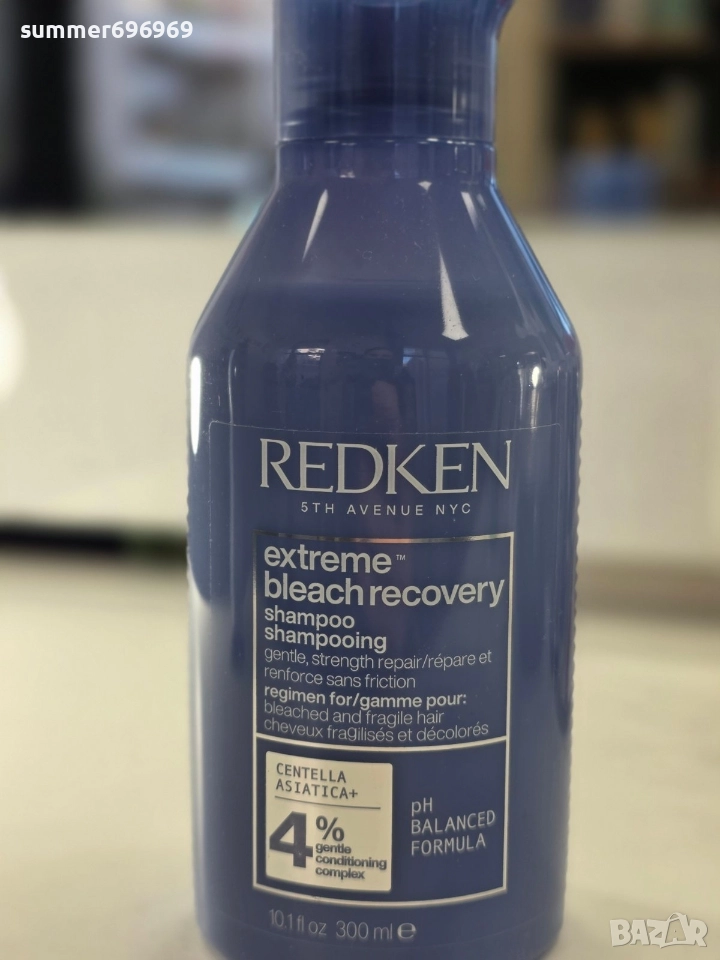 summer696969
REDKEN
5TH AVENUE NYC
extreme™
bleach recovery
shampoo
shampooing
gentle, strength repair/répare et
renforce sans friction
regimen for/gamme pour:
bleached and fragile hair
cheveux fragilisés et décolorés
CENTELLA
ASIATICA+
4%
gentle
conditioning
complex
pH
BALANCED
FORMULA
10.1 fl oz 300 ml e
BAZAR